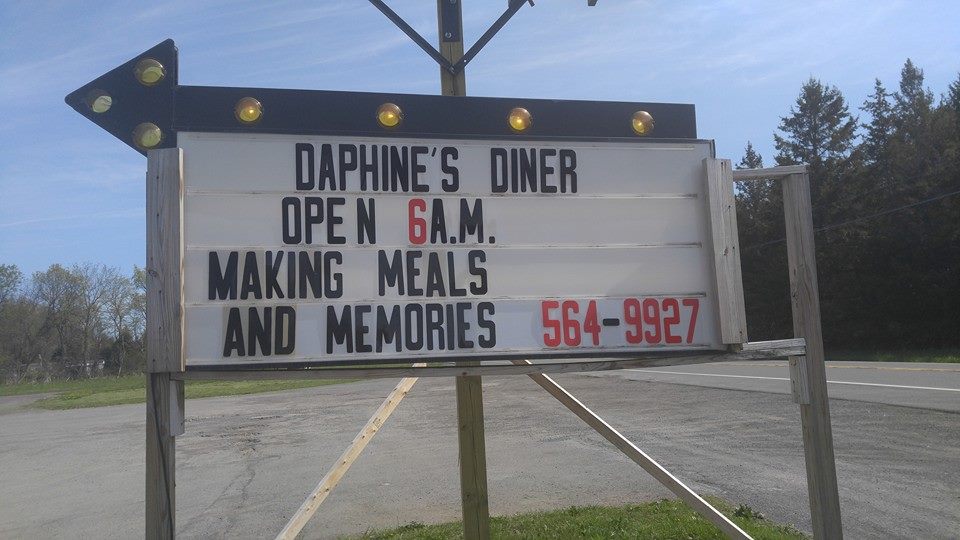 DAPHINE'S DINER
OPEN 6A.M.
MAKING MEALS
AND MEMORIES 564-9927